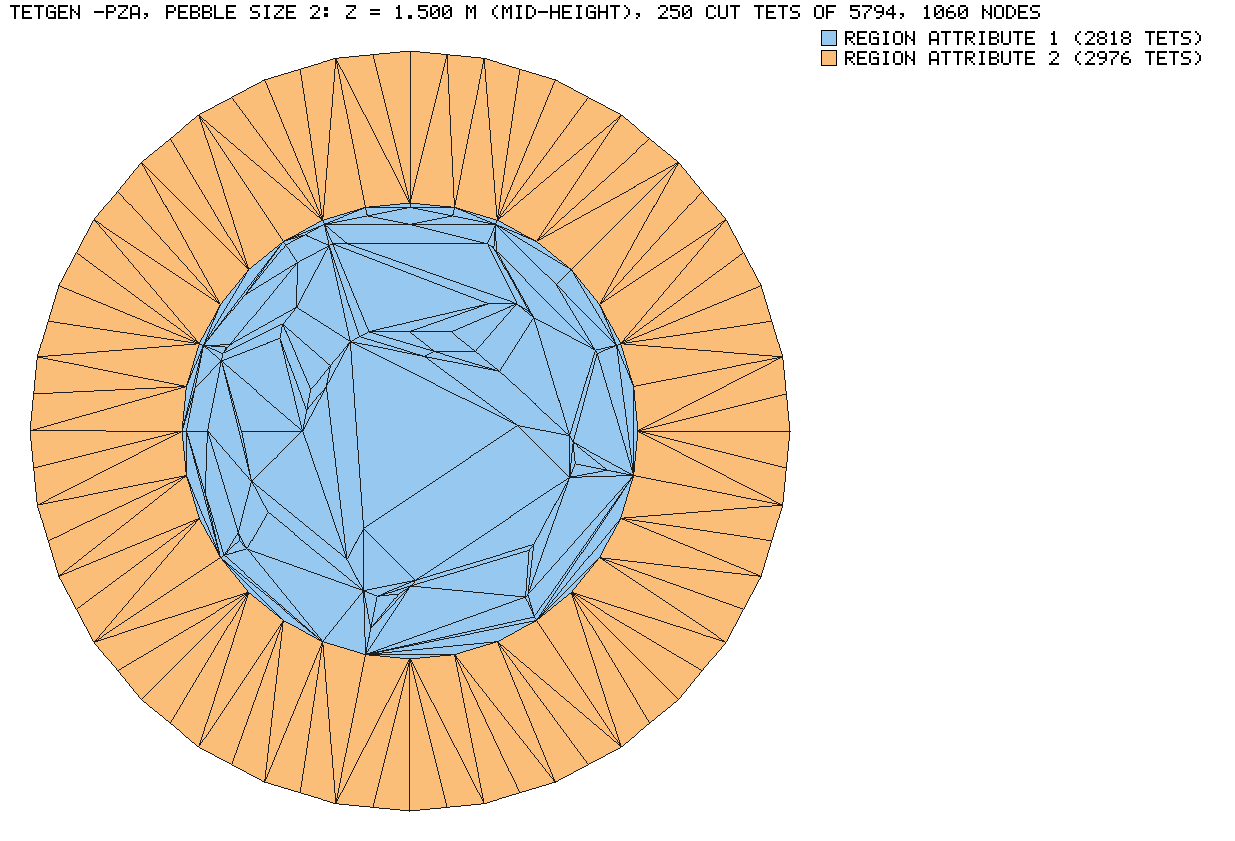 TETGEN -PZA, PEBBLE SIZE 2: Z = 1.500 M (MID-HEIGHT), 250 CUT TETS OF 5794, 1060 NODES
REGION ATTRIBUTE 1 (2818 TETS)
REGION ATTRIBUTE 2 (2976 TETS)